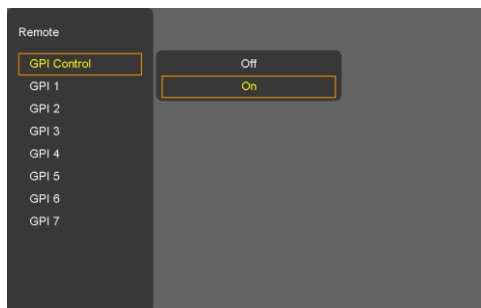 Remote
GPI Control
Off
GPI 1
On
GPI 2
GPI 3
GPI 4
GPI 5
GPI 6
GPI 7